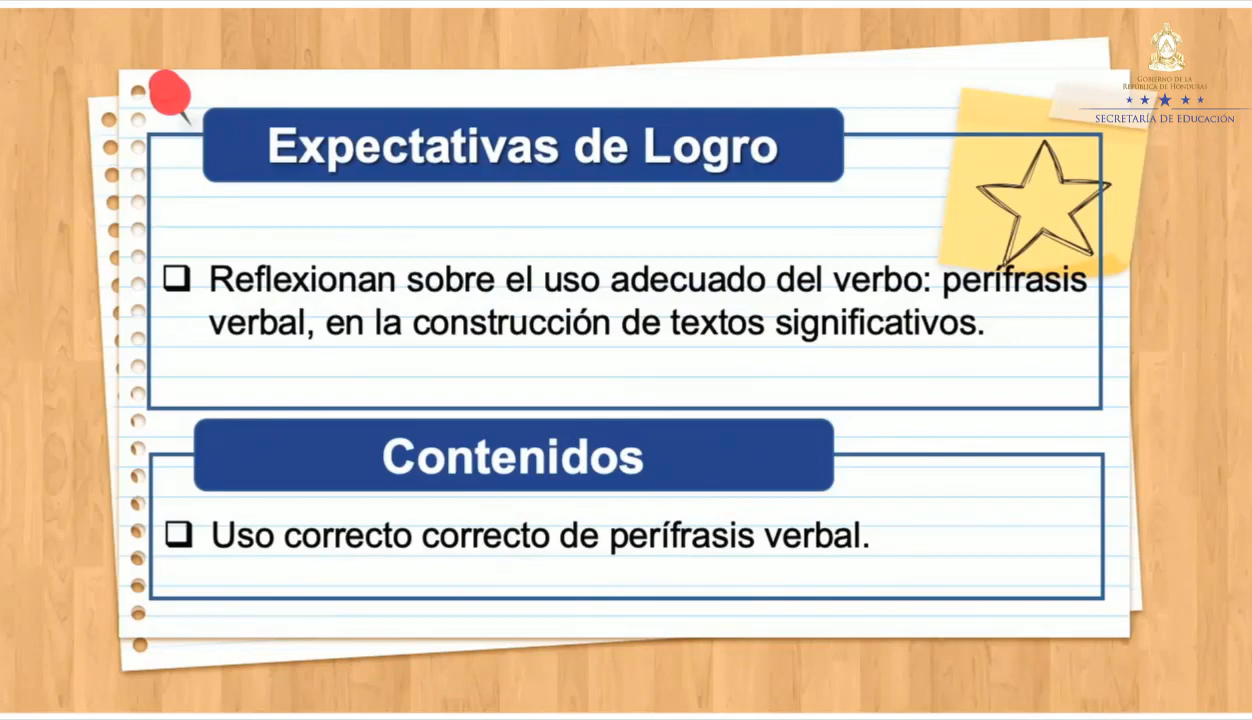 GOBIERNO DE LA
REPÚBLICA DE HONDURAS
SECRETARÍA DE EDUCACIÓN
Expectativas de Logro
Reflexionan sobre el uso adecuado del verbo: perífrasis
verbal, en la construcción de textos significativos.
Contenidos
Uso correcto correcto de perífrasis verbal.